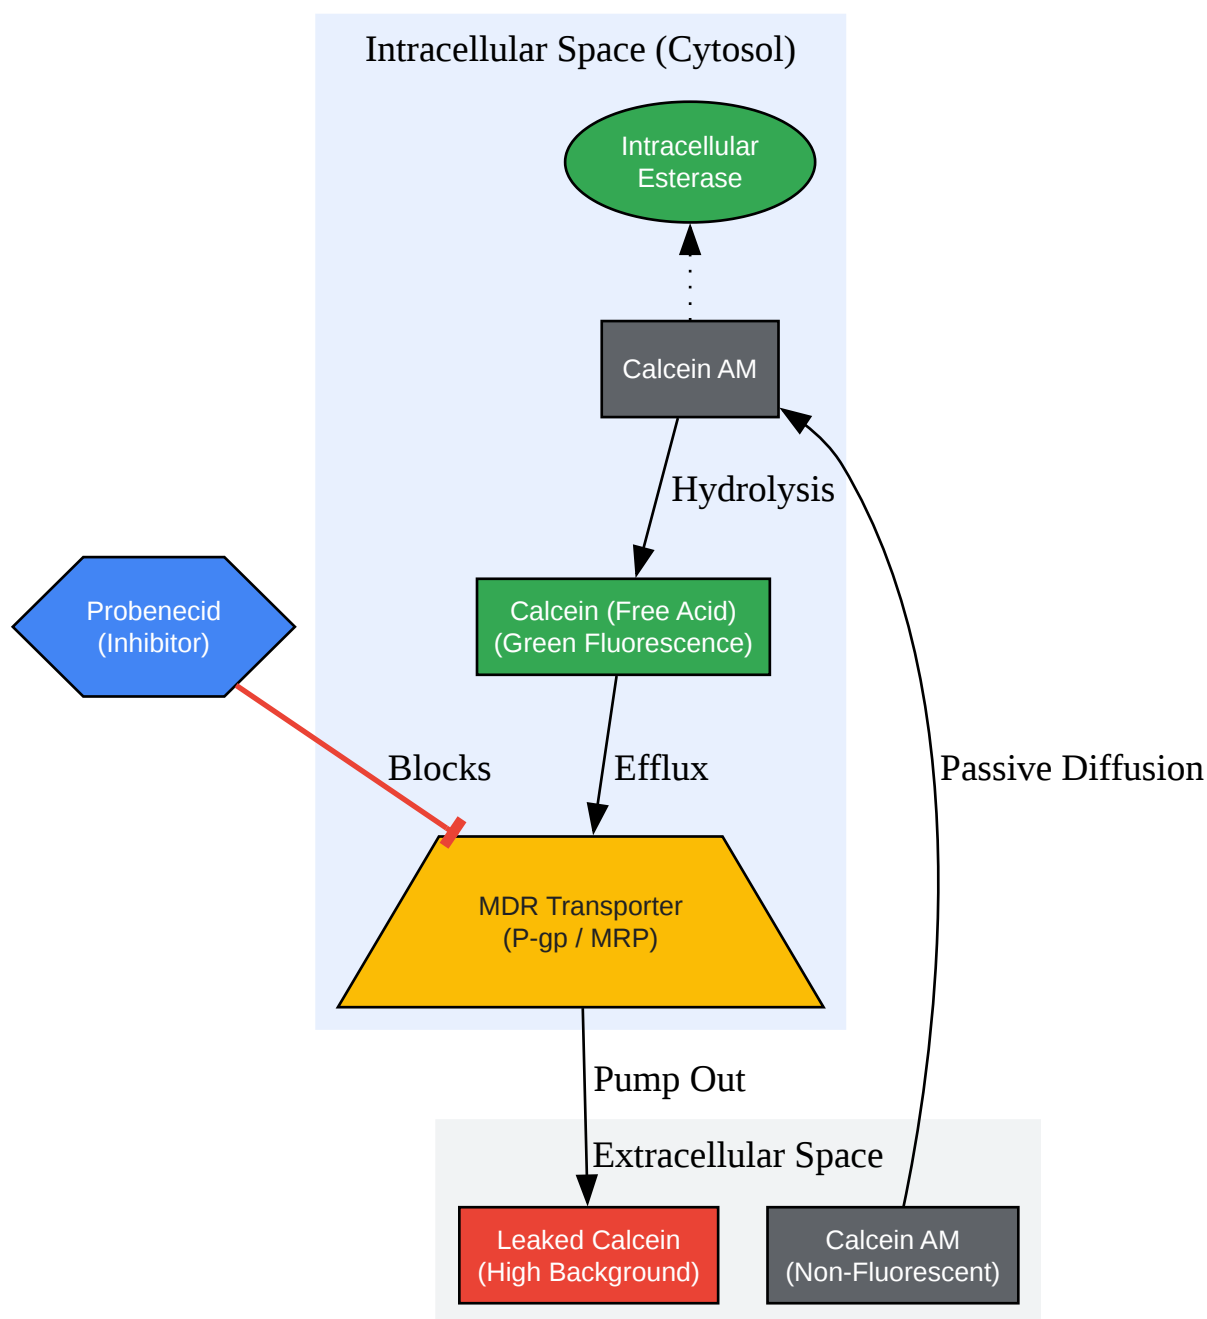 Intracellular Space (Cytosol)
Intracellular
Esterase
Calcein AM
Hydrolysis
Probenecid
(Inhibitor)
Calcein (Free Acid)
(Green Fluorescence)
Blocks
Efflux
Passive Diffusion
MDR Transporter
(P-gp / MRP)
Pump Out
Extracellular Space
Leaked Calcein
(High Background)
Calcein AM
(Non-Fluorescent)